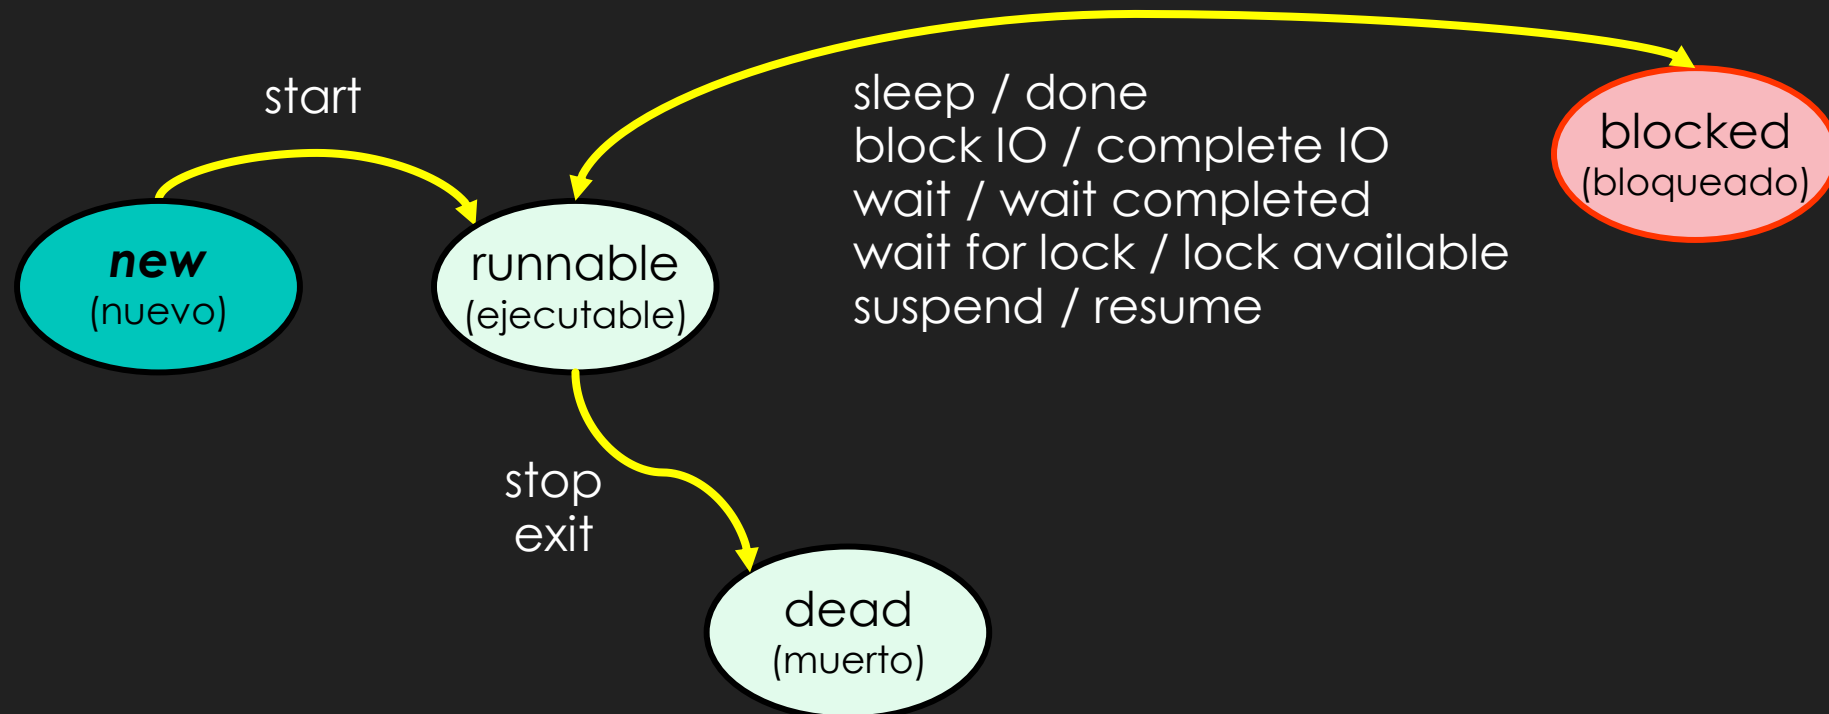 start
sleep / done
block IO / complete IO
wait / wait completed
wait for lock / lock available
suspend / resume
blocked
(bloqueado)
new
(nuevo)
runnable
(ejecutable)
stop
exit
dead
(muerto)